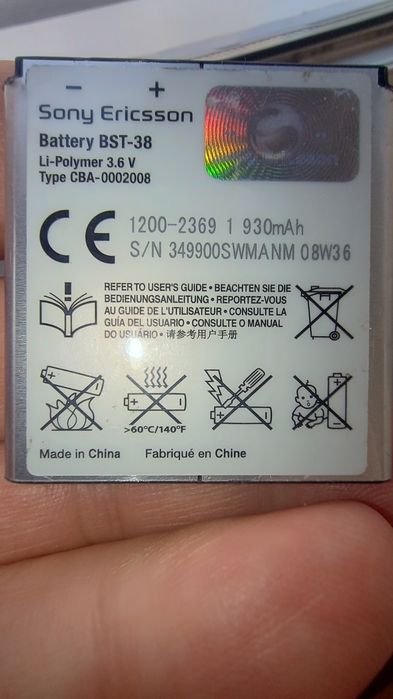 − +
Sony Ericsson
Battery BST-38
Li-Polymer 3.6 V
Type CBA-0002008
CE
1200-2369 1 930mAh
S/N 349900SWMANM 08W36
REFER TO USER'S GUIDE • BEACHTEN SIE DIE
BEDIENUNGSANLEITUNG • REPORTEZ-VOUS
AU GUIDE DE L'UTILISATEUR • CONSULTE LA
GUÍA DEL USUARIO • CONSULTE O MANUAL
DO USUÁRIO • 请参考用户手册
>60°C/140°F
Made in China Fabriqué en Chine